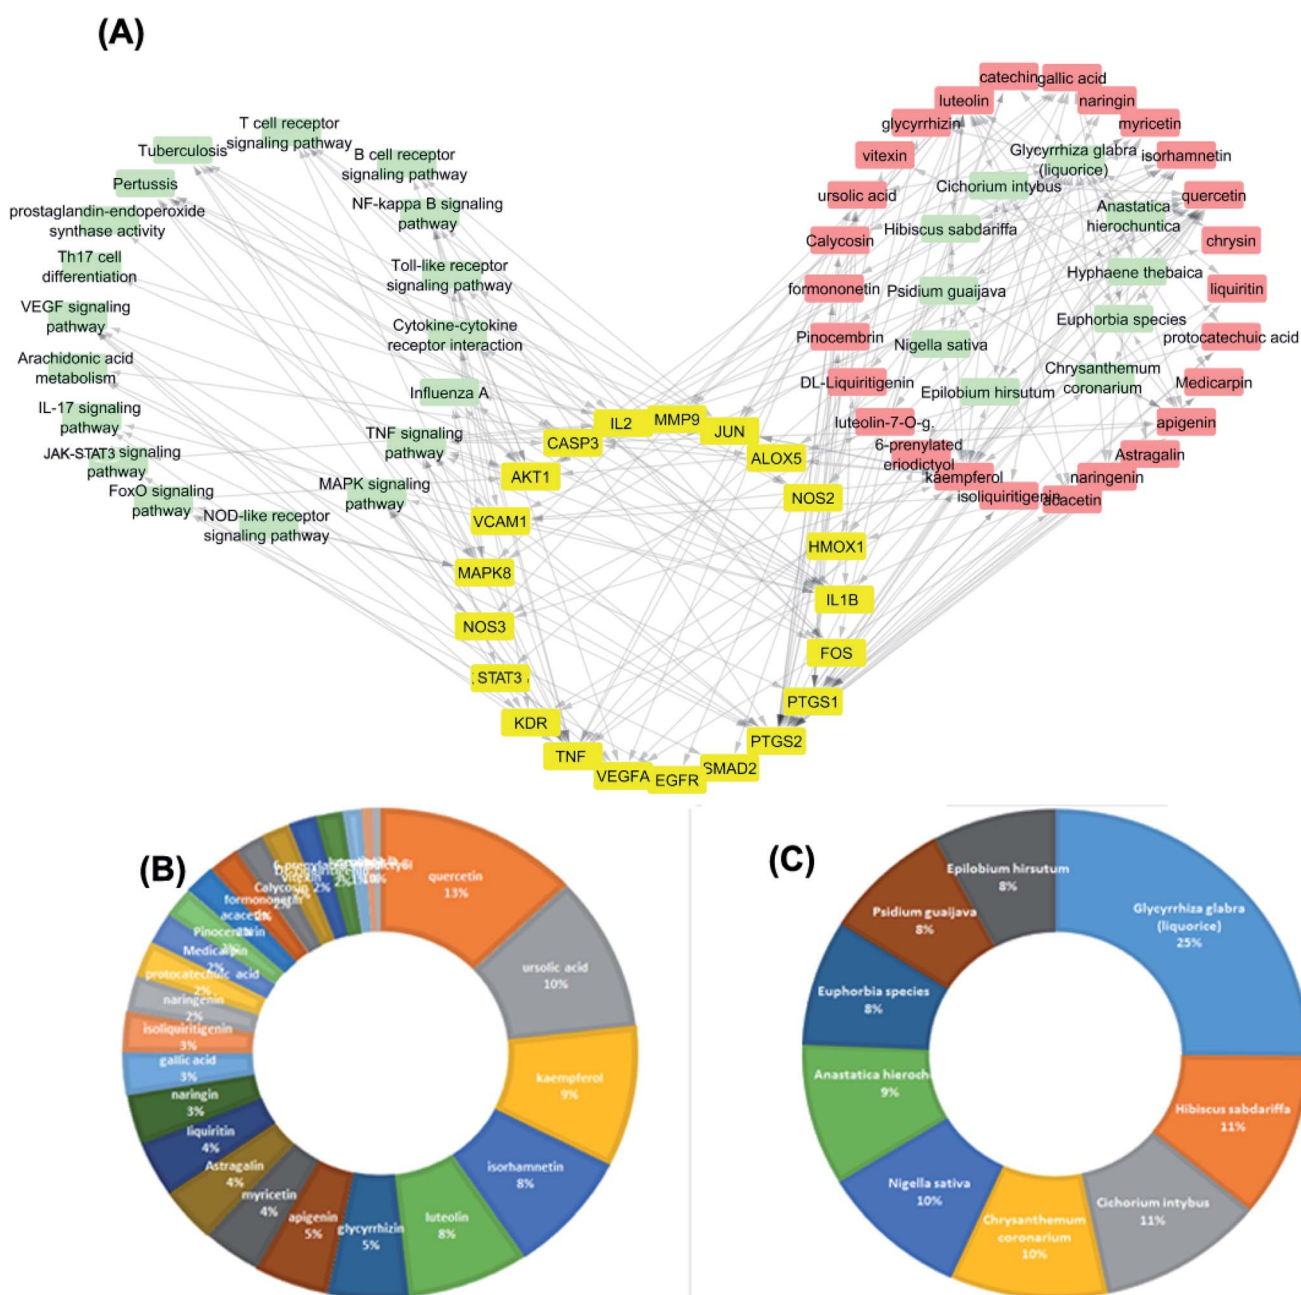 (A)
T cell receptor
signaling pathway
Tuberculosis
B cell receptor
signaling pathway
Pertussis
NF-kappa B signaling
pathway
prostaglandin-endoperoxide
synthase activity
Th17 cell
differentiation
Toll-like receptor
signaling pathway
VEGF signaling
pathway
Cytokine-cytokine
receptor interaction
Arachidonic acid
metabolism
Influenza A
IL-17 signaling
pathway
TNF signaling
pathway
JAK-STAT3 signaling
pathway
FoxO signaling
pathway
MAPK signaling
pathway
NOD-like receptor
signaling pathway
catechin
gallic acid
luteolin
naringin
glycyrrhizin
myricetin
vitexin
isorhamnetin
ursolic acid
quercetin
Calycosin
chrysin
formononetin
liquiritin
Pinocembrin
protocatechuic acid
DL-Liquiritigenin
Medicarpin
luteolin-7-O-g.
apigenin
6-prenylated
eriodictyol
Astragalin
kaempferol
naringenin
isoliquiritigenin
acacetin
Glycyrrhiza glabra
(liquorice)
Cichorium intybus
Anastatica
hierochuntica
Hibiscus sabdariffa
Hyphaene thebaica
Psidium guaijava
Euphorbia species
Nigella sativa
Chrysanthemum
coronarium
Epilobium hirsutum
IL2
MMP9
JUN
CASP3
ALOX5
AKT1
NOS2
VCAM1
HMOX1
MAPK8
IL1B
NOS3
FOS
STAT3
PTGS1
KDR
PTGS2
TNF
SMAD2
VEGFA
EGFR
(B)
quercetin
13%
ursolic acid
10%
kaempferol
9%
isorhamnetin
8%
luteolin
8%
glycyrrhizin
5%
apigenin
5%
myricetin
4%
Astragalin
4%
liquiritin
4%
naringin
3%
gallic acid
3%
isoliquiritigenin
3%
naringenin
2%
protocatechuic acid
2%
Medicarpin
2%
Pinocembrin
2%
acacetin
2%
formononetin
2%
Calycosin
2%
vitexin
2%
(C)
Glycyrrhiza glabra
(liquorice)
25%
Hibiscus sabdariffa
11%
Cichorium intybus
11%
Chrysanthemum
coronarium
10%
Nigella sativa
10%
Anastatica hieroch
9%
Euphorbia species
8%
Psidium guaijava
8%
Epilobium hirsutum
8%